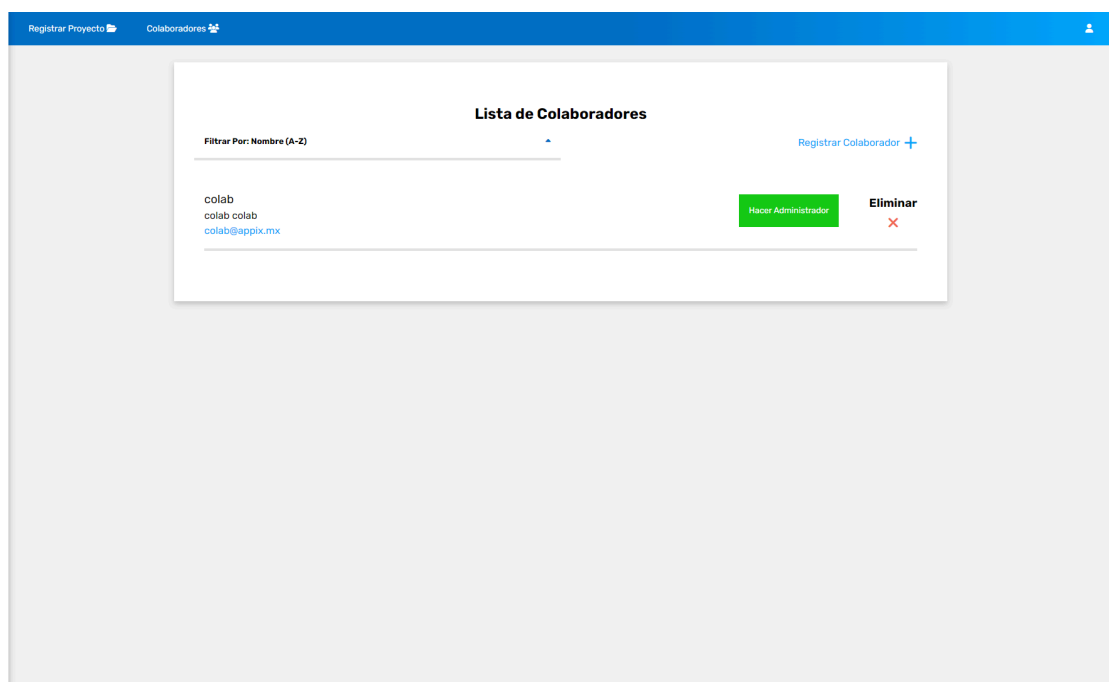 Registrar Proyecto Colaboradores
Lista de Colaboradores
Filtrar Por: Nombre (A-Z)
Registrar Colaborador
colab
colab colab
colab@appix.mx
Hacer Administrador
Eliminar